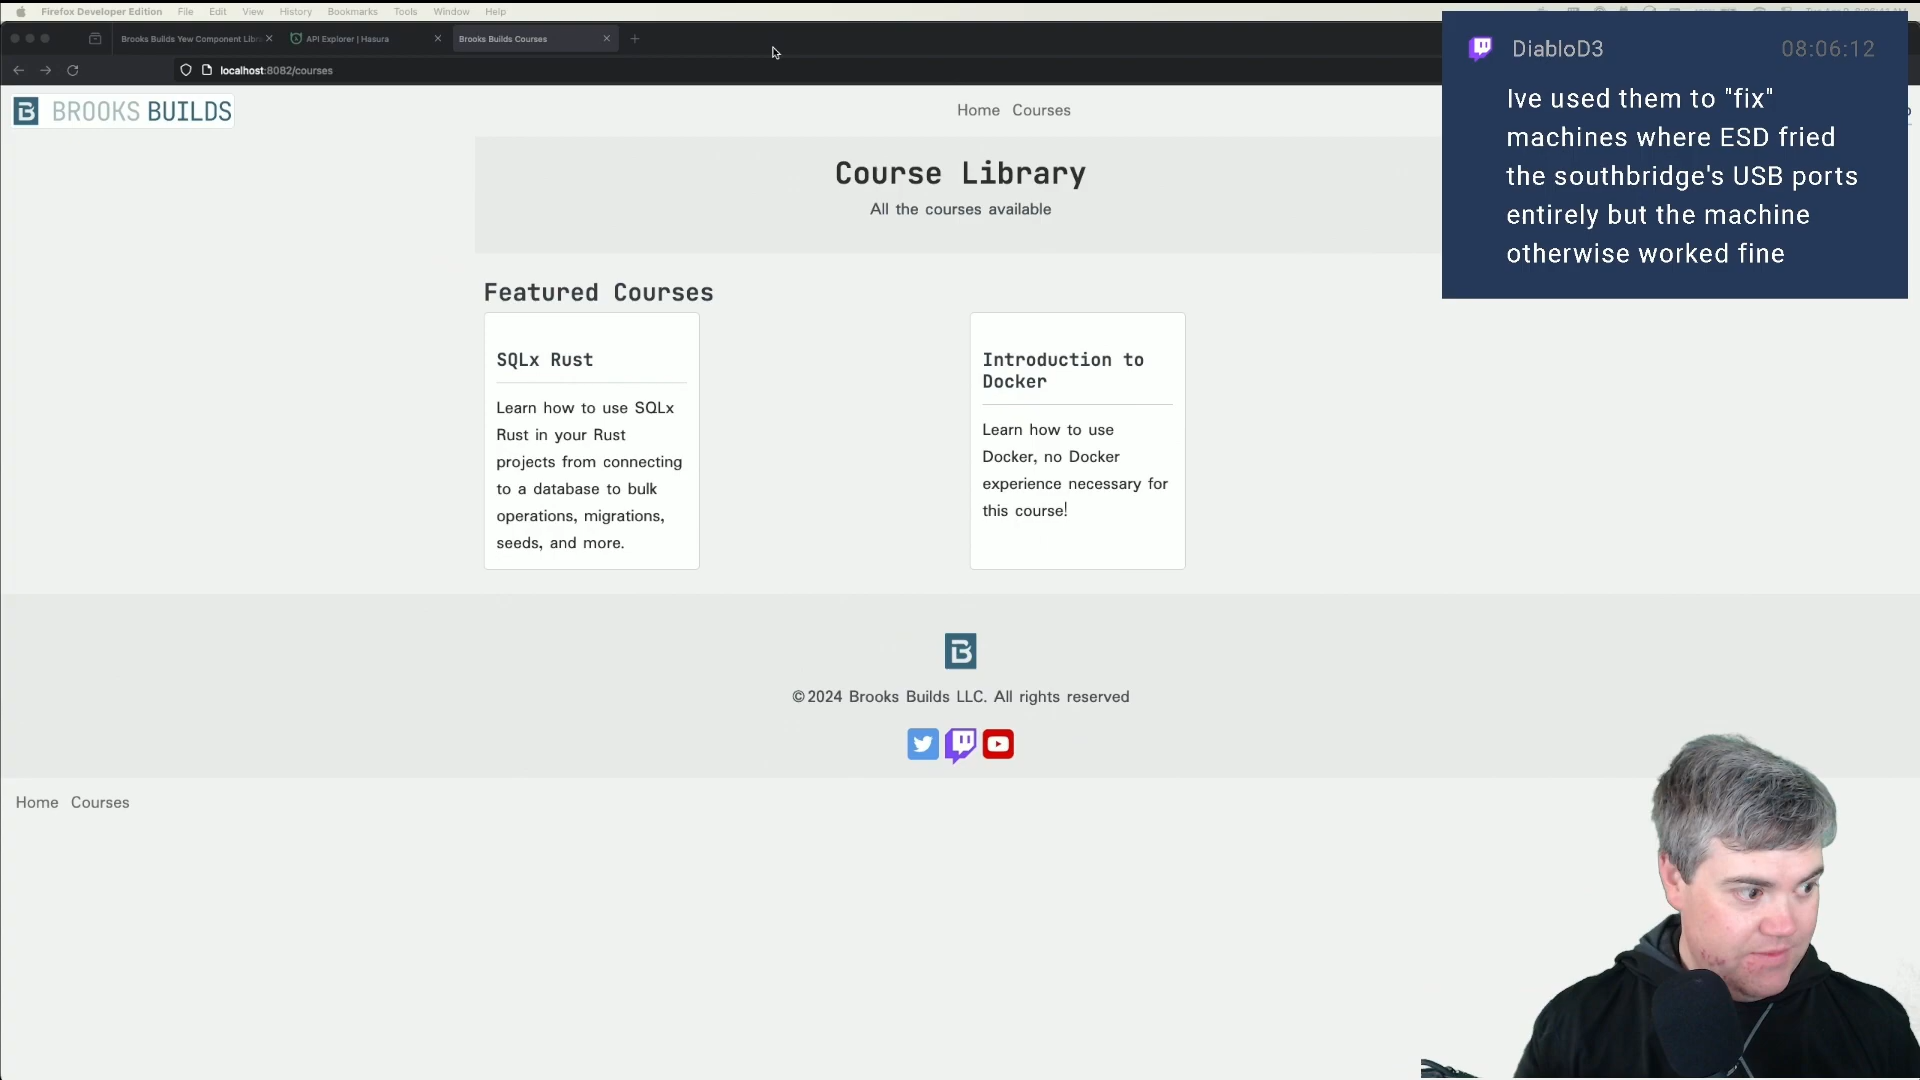 Firefox Developer Edition File Edit View History Bookmarks Tools Window Help
Brooks Builds Yew Component Libr
API Explorer | Hasura
Brooks Builds Courses
localhost:8082/courses
BROOKS BUILDS
Home Courses
Course Library
All the courses available
Featured Courses
SQLx Rust
Learn how to use SQLx
Rust in your Rust
projects from connecting
to a database to bulk
operations, migrations,
seeds, and more.
Introduction to
Docker
Learn how to use
Docker, no Docker
experience necessary for
this course!
©2024 Brooks Builds LLC. All rights reserved
Home Courses
DiabloD3 08:06:12
Ive used them to "fix"
machines where ESD fried
the southbridge's USB ports
entirely but the machine
otherwise worked fine